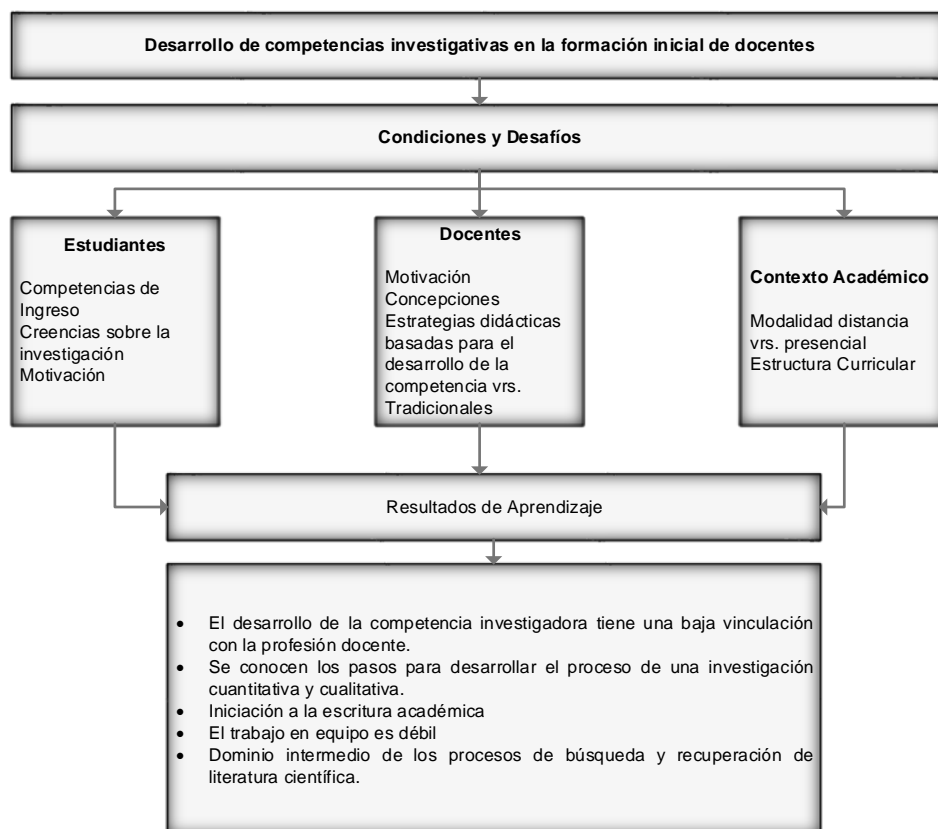 Desarrollo de competencias investigativas en la formación inicial de docentes
Condiciones y Desafíos
Estudiantes
Competencias de
Ingreso
Creencias sobre la
investigación
Motivación
Docentes
Motivación
Concepciones
Estrategias didácticas
basadas para el
desarrollo de la
competencia vrs.
Tradicionales
Contexto Académico
Modalidad distancia
vrs. presencial
Estructura Curricular
Resultados de Aprendizaje
• El desarrollo de la competencia investigadora tiene una baja vinculación
con la profesión docente.
• Se conocen los pasos para desarrollar el proceso de una investigación
cuantitativa y cualitativa.
• Iniciación a la escritura académica
• El trabajo en equipo es débil
• Dominio intermedio de los procesos de búsqueda y recuperación de
literatura científica.